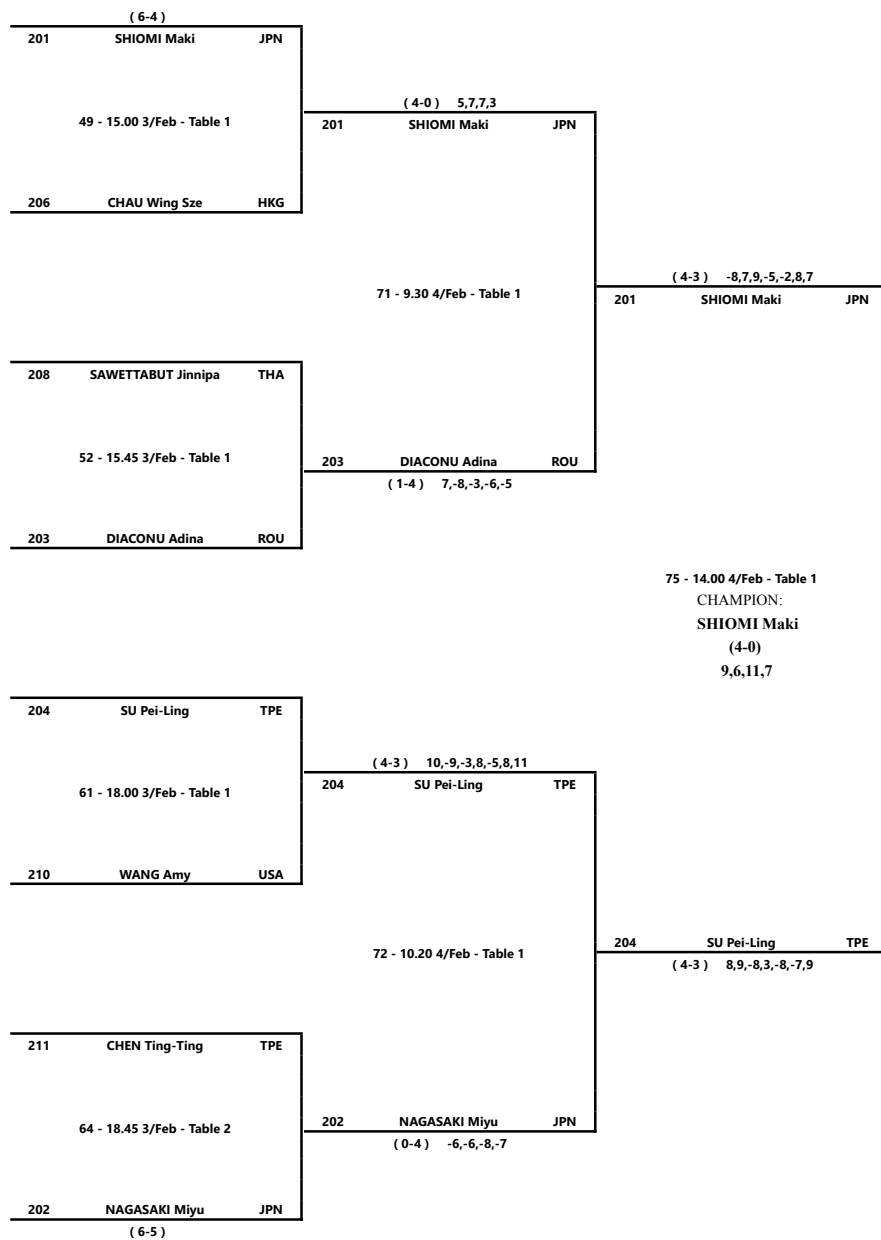 ( 6-4 )
201 SHIOMI Maki JPN
( 4-0 ) 5,7,7,3
49 - 15.00 3/Feb - Table 1
201 SHIOMI Maki JPN
206 CHAU Wing Sze HKG
( 4-3 ) -8,7,9,-5,-2,8,7
71 - 9.30 4/Feb - Table 1
201 SHIOMI Maki JPN
208 SAWETTABUT Jinnipa THA
52 - 15.45 3/Feb - Table 1
203 DIACONU Adina ROU
( 1-4 ) 7,-8,-3,-6,-5
203 DIACONU Adina ROU
75 - 14.00 4/Feb - Table 1
CHAMPION:
SHIOMI Maki
(4-0)
9,6,11,7
204 SU Pei-Ling TPE
( 4-3 ) 10,-9,-3,8,-5,8,11
61 - 18.00 3/Feb - Table 1
204 SU Pei-Ling TPE
210 WANG Amy USA
204 SU Pei-Ling TPE
72 - 10.20 4/Feb - Table 1
( 4-3 ) 8,9,-8,3,-8,-7,9
211 CHEN Ting-Ting TPE
202 NAGASAKI Miyu JPN
64 - 18.45 3/Feb - Table 2
( 0-4 ) -6,-6,-8,-7
202 NAGASAKI Miyu JPN
( 6-5 )